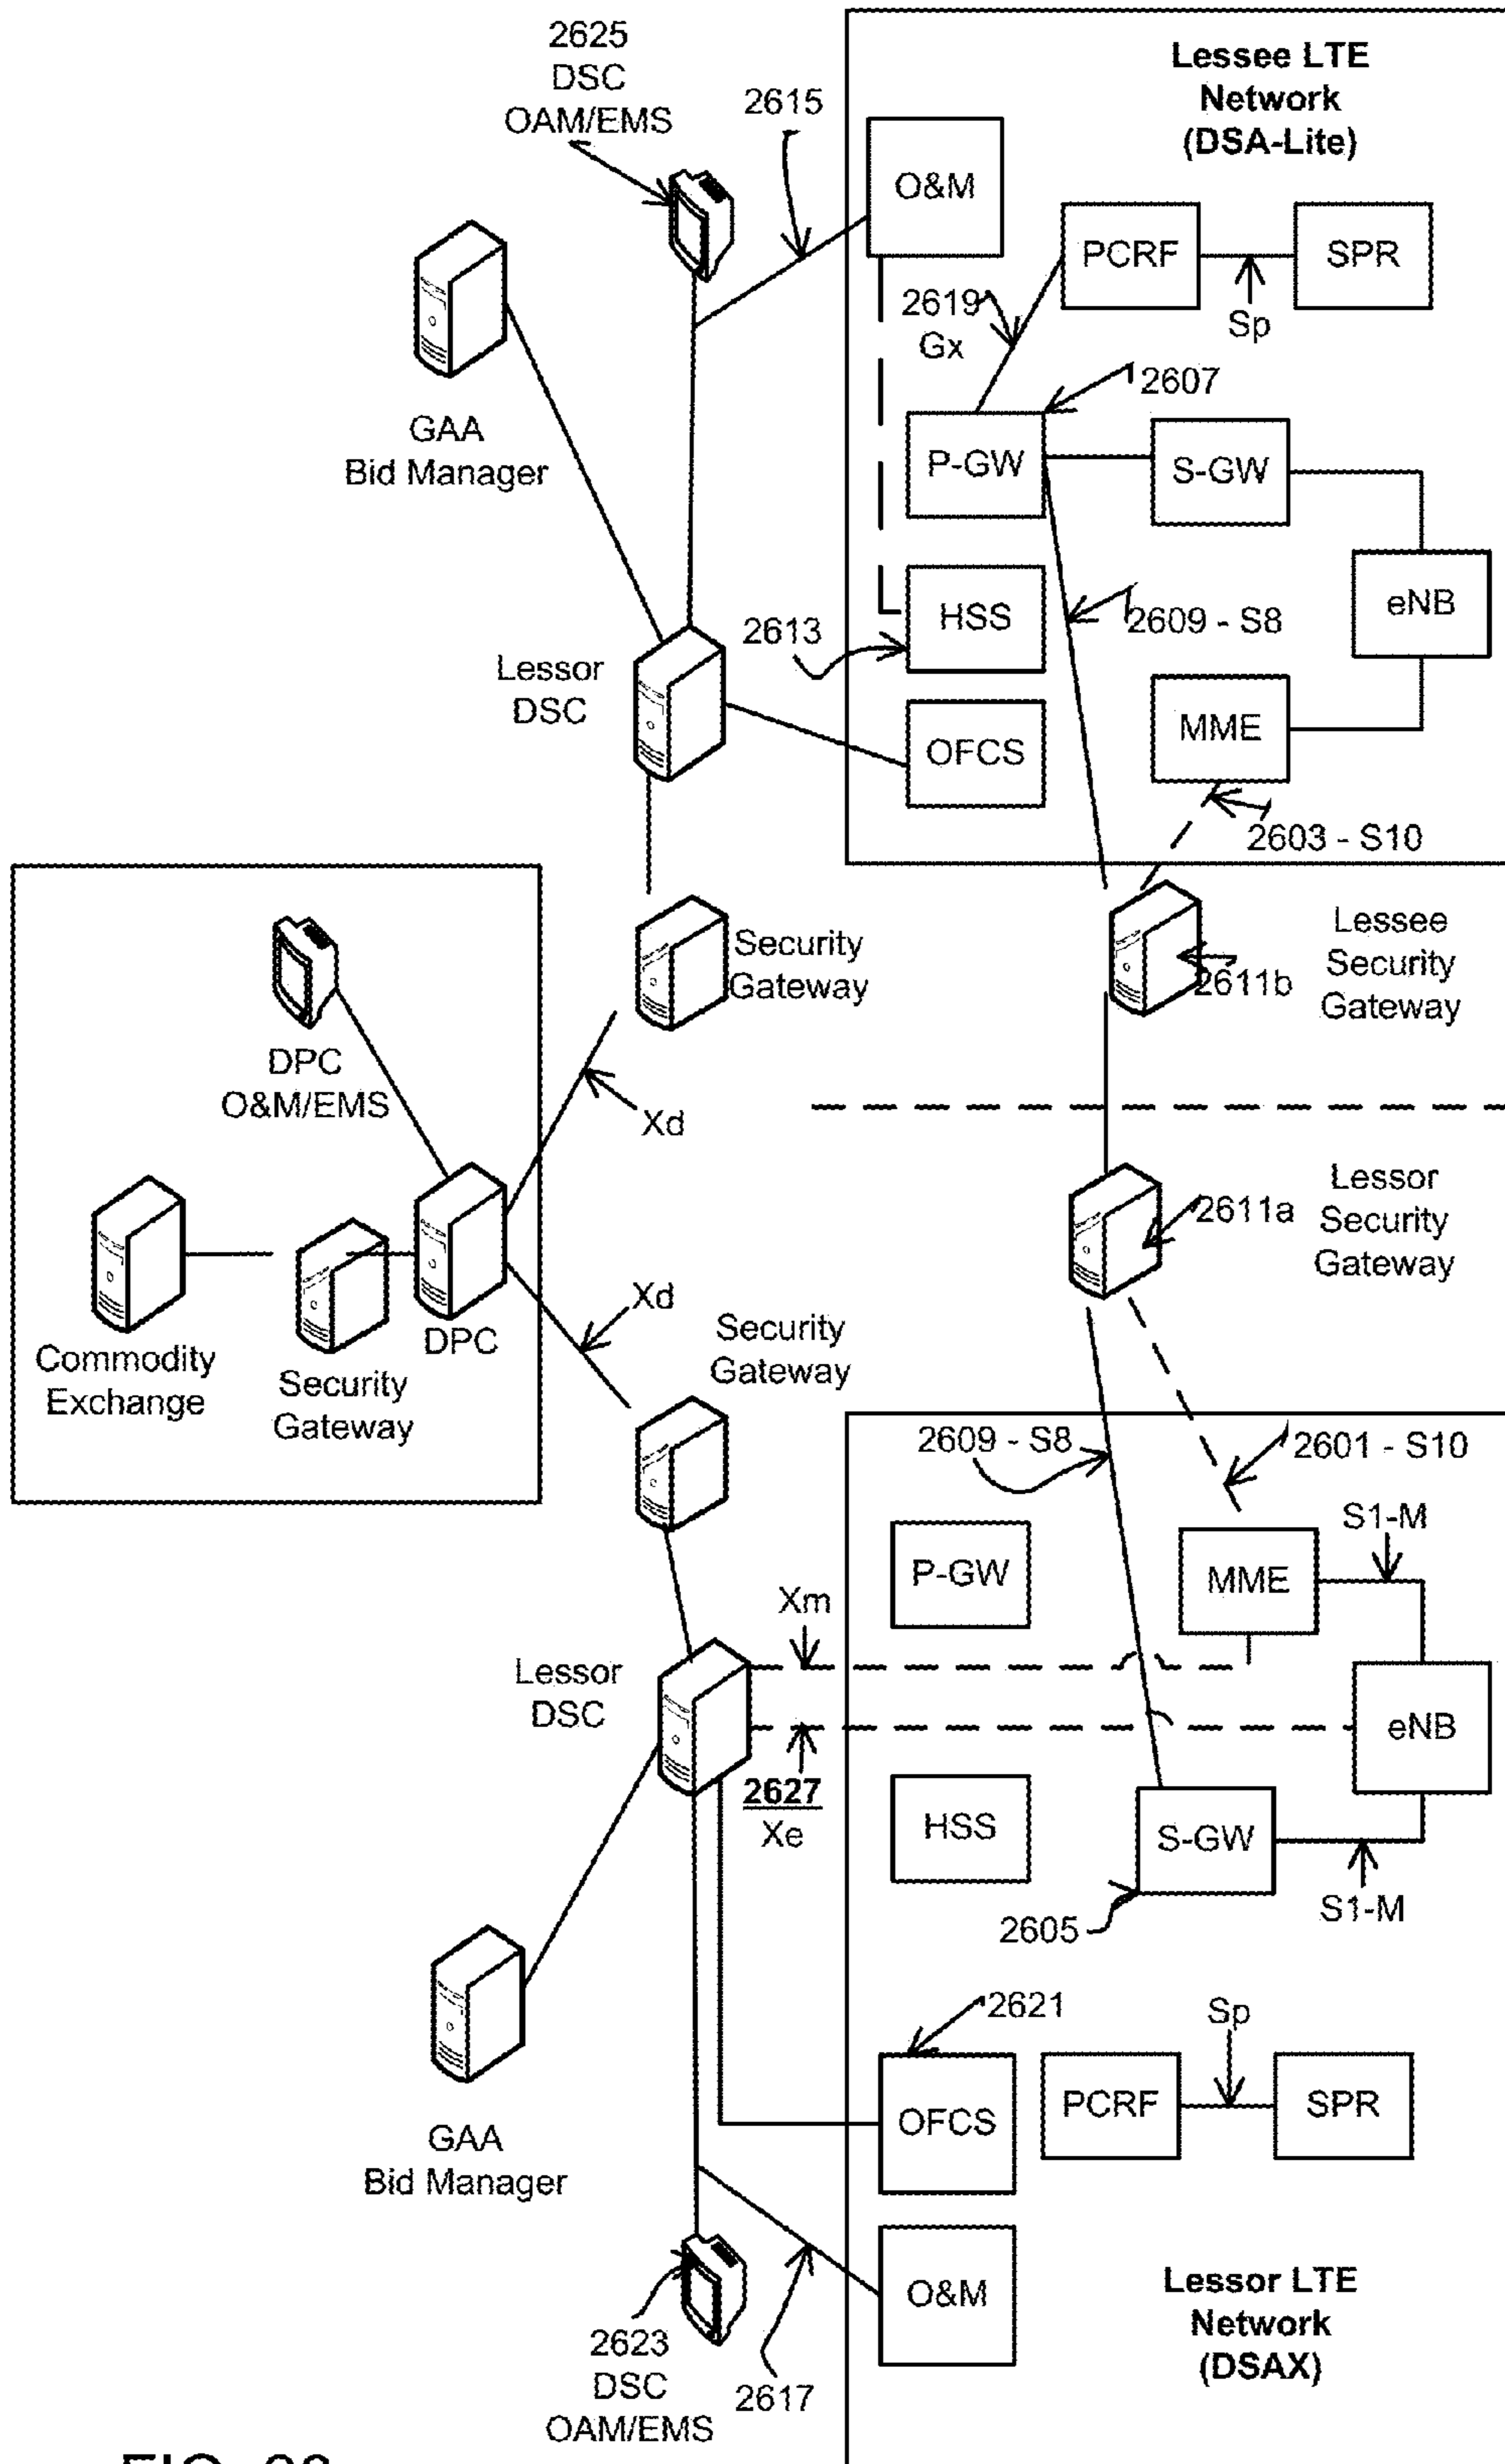 2625
DSC
OAM/EMS
2615
Lessee LTE
Network
(DSA-Lite)
O&M
PCRF
SPR
2619
Gx
Sp
2607
GAA
Bid Manager
P-GW
S-GW
HSS
eNB
2613
2609 - S8
Lessor
DSC
OFCS
MME
2603 - S10
Security
Gateway
Lessee
Security
Gateway
2611b
DPC
O&M/EMS
Xd
Lessor
Security
Gateway
2611a
Commodity
Exchange
Security
Gateway
DPC
Xd
Security
Gateway
2609 - S8
2601 - S10
S1-M
P-GW
MME
Xm
Lessor
DSC
eNB
2627
Xe
HSS
S-GW
2605
S1-M
2621
Sp
OFCS
PCRF
SPR
GAA
Bid Manager
O&M
Lessor LTE
Network
(DSAX)
2623
DSC
OAM/EMS
2617